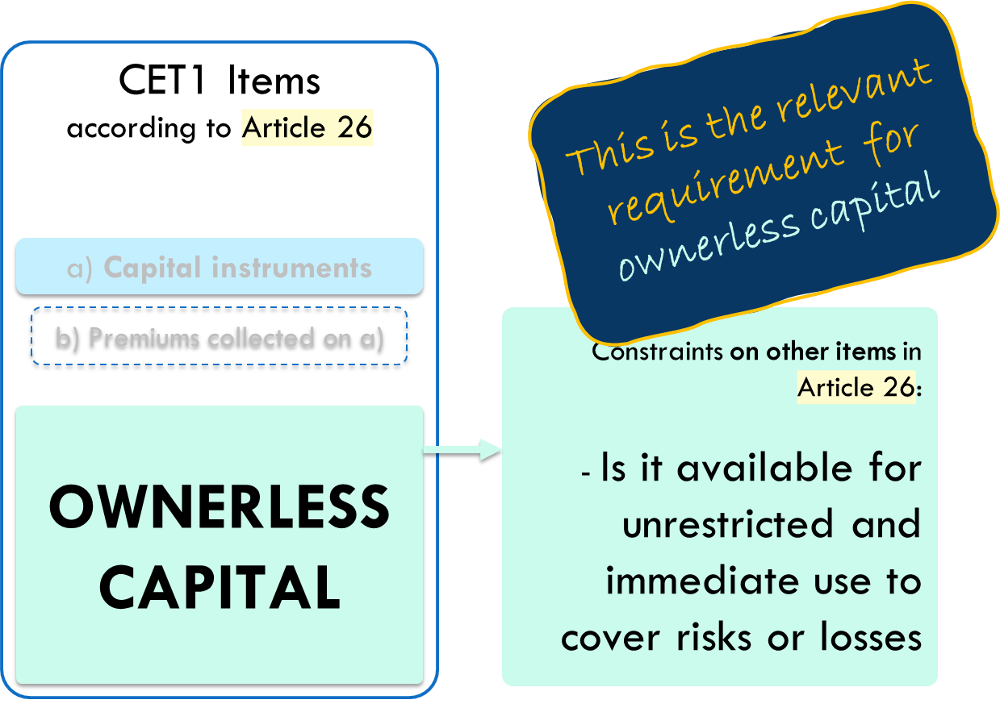 CET1 Items
according to Article 26
a) Capital instruments
b) Premiums collected on a)
OWNERLESS
CAPITAL
This is the relevant
requirement for
ownerless capital
Constraints on other items in
Article 26:
- Is it available for
unrestricted and
immediate use to
cover risks or losses